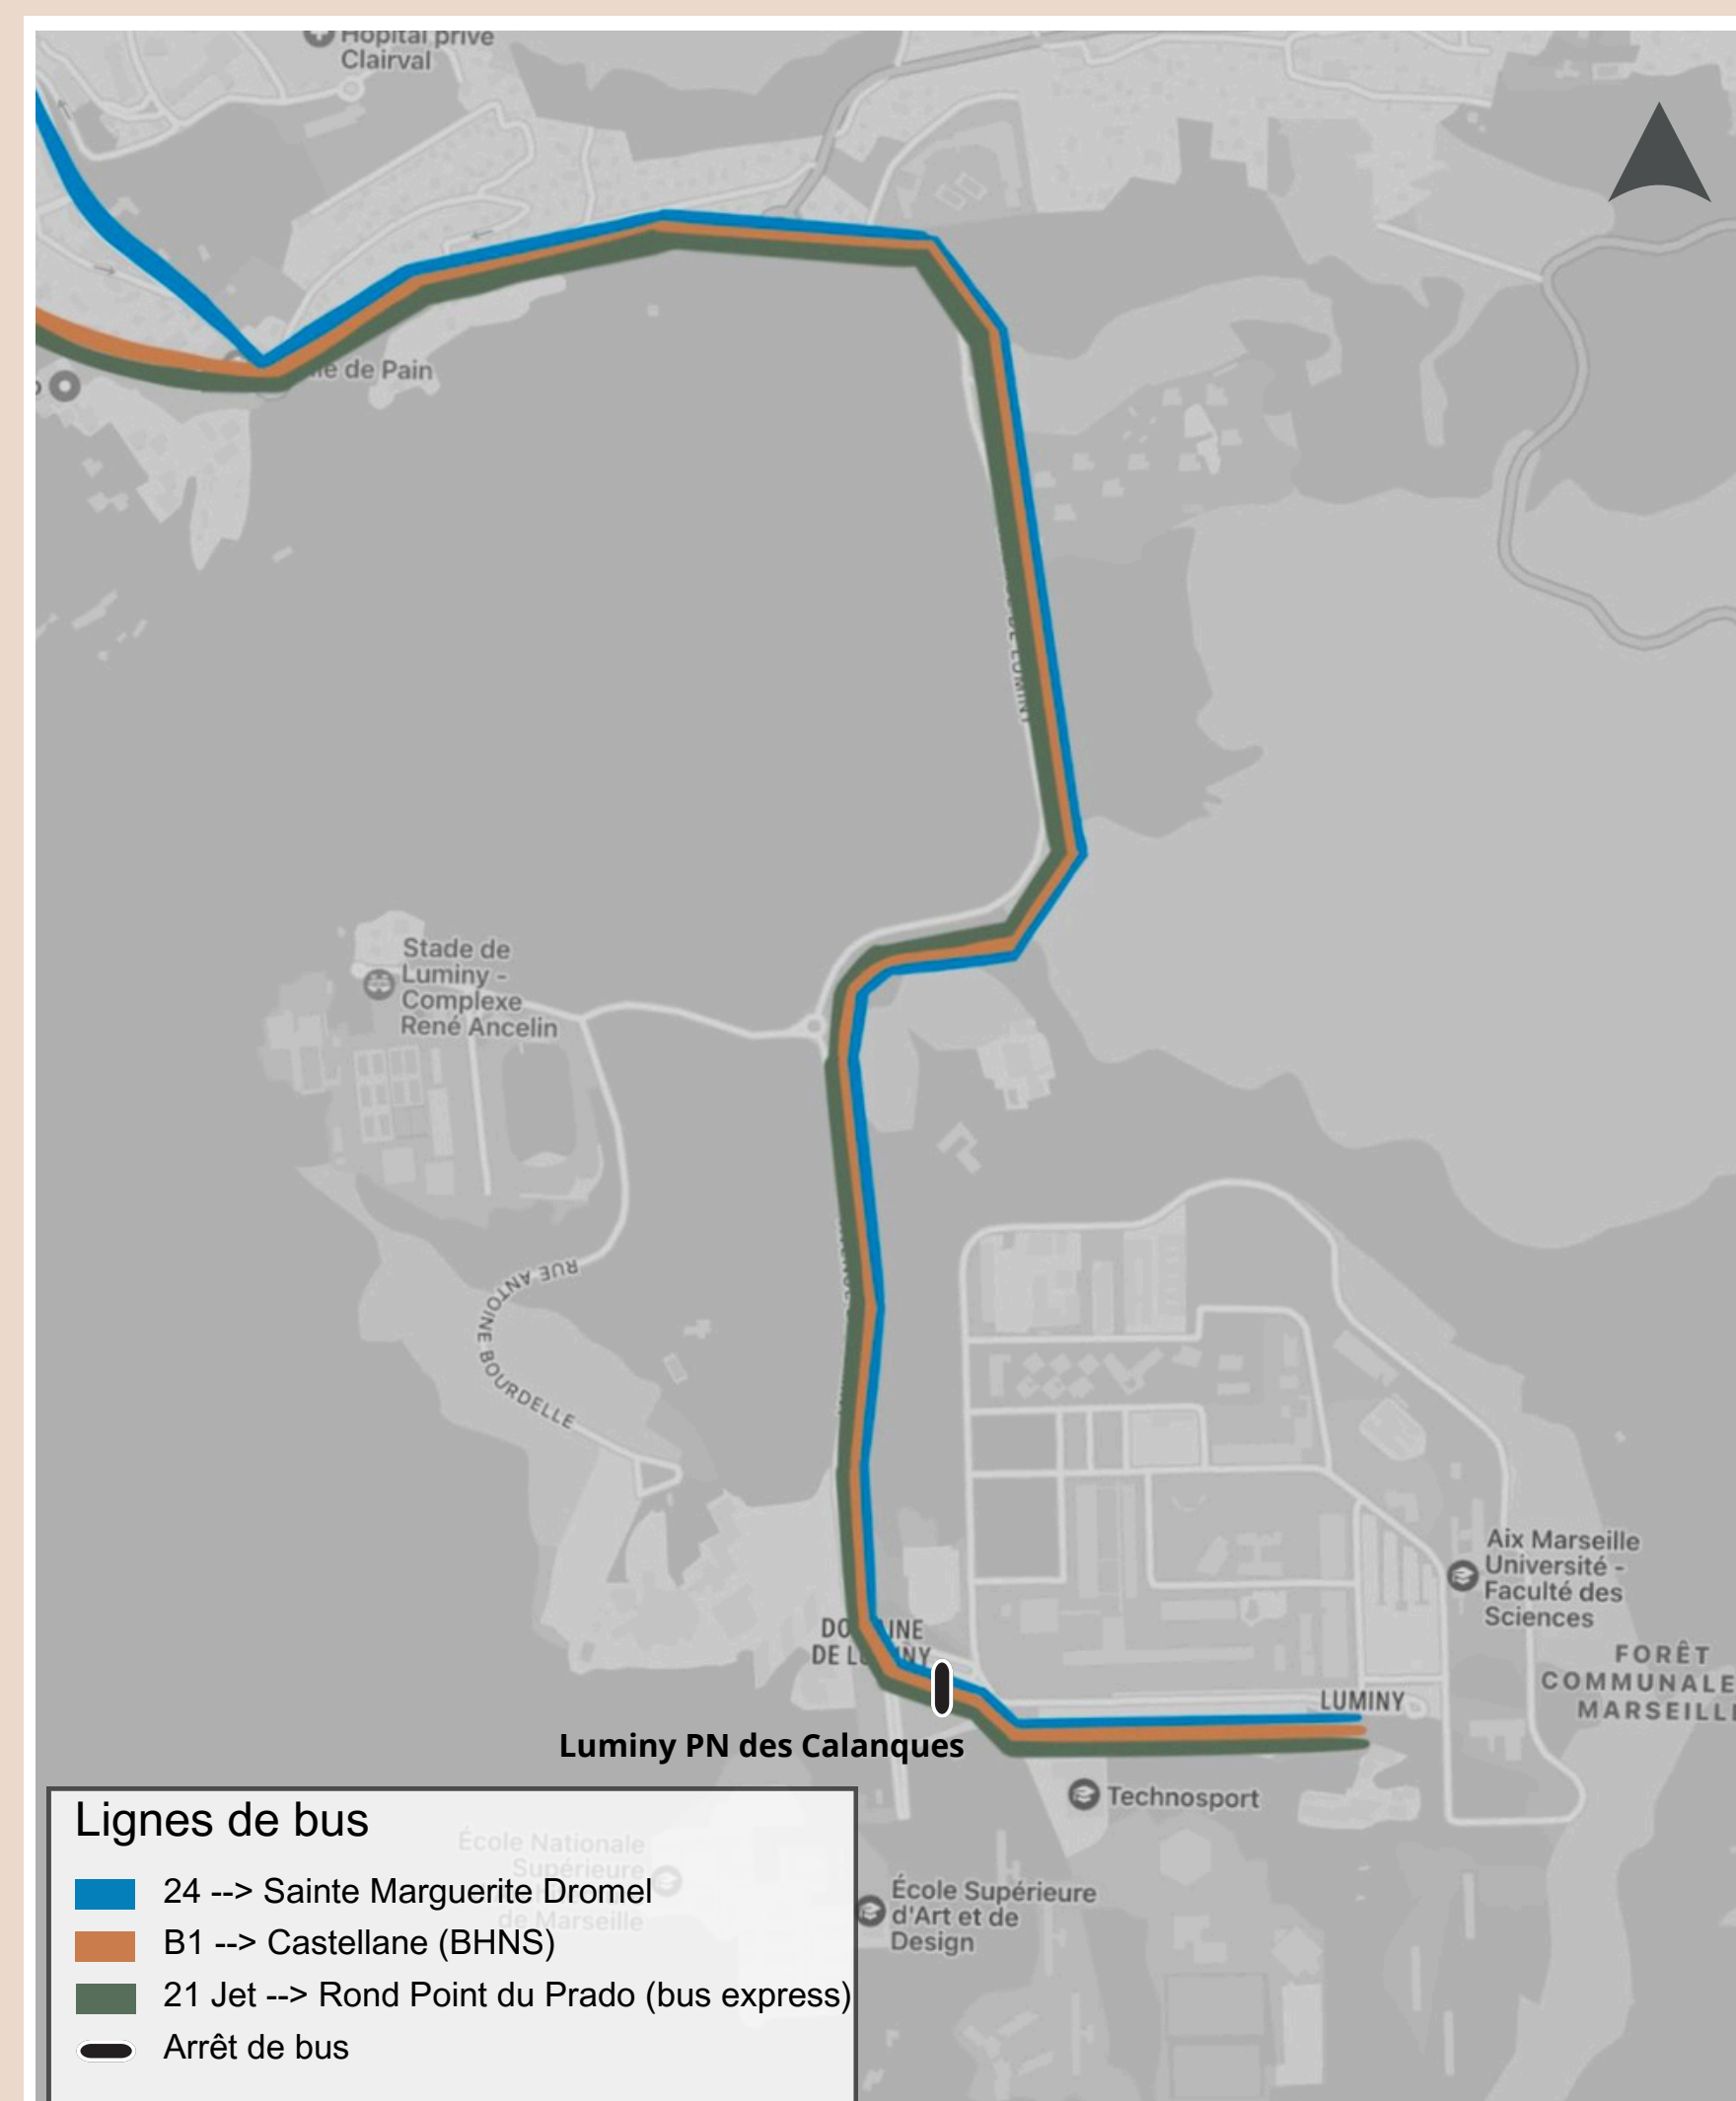 Hôpital privé
Clairval
de Pain
DE LUMINY
Stade de
Luminy -
Complexe
René Ancelin
RUE ANTOINE BOURDELLE
Aix Marseille
Université -
Faculté des
Sciences
FORÊT
COMMUNALE
LUMINY
Luminy PN des Calanques
Technosport
Lignes de bus
École Nationale
Supérieure
de Marseille
24 --> Sainte Marguerite Dromel
B1 --> Castellane (BHNS)
21 Jet --> Rond Point du Prado (bus express)
Arrêt de bus
École Supérieure
d'Art et de
Design